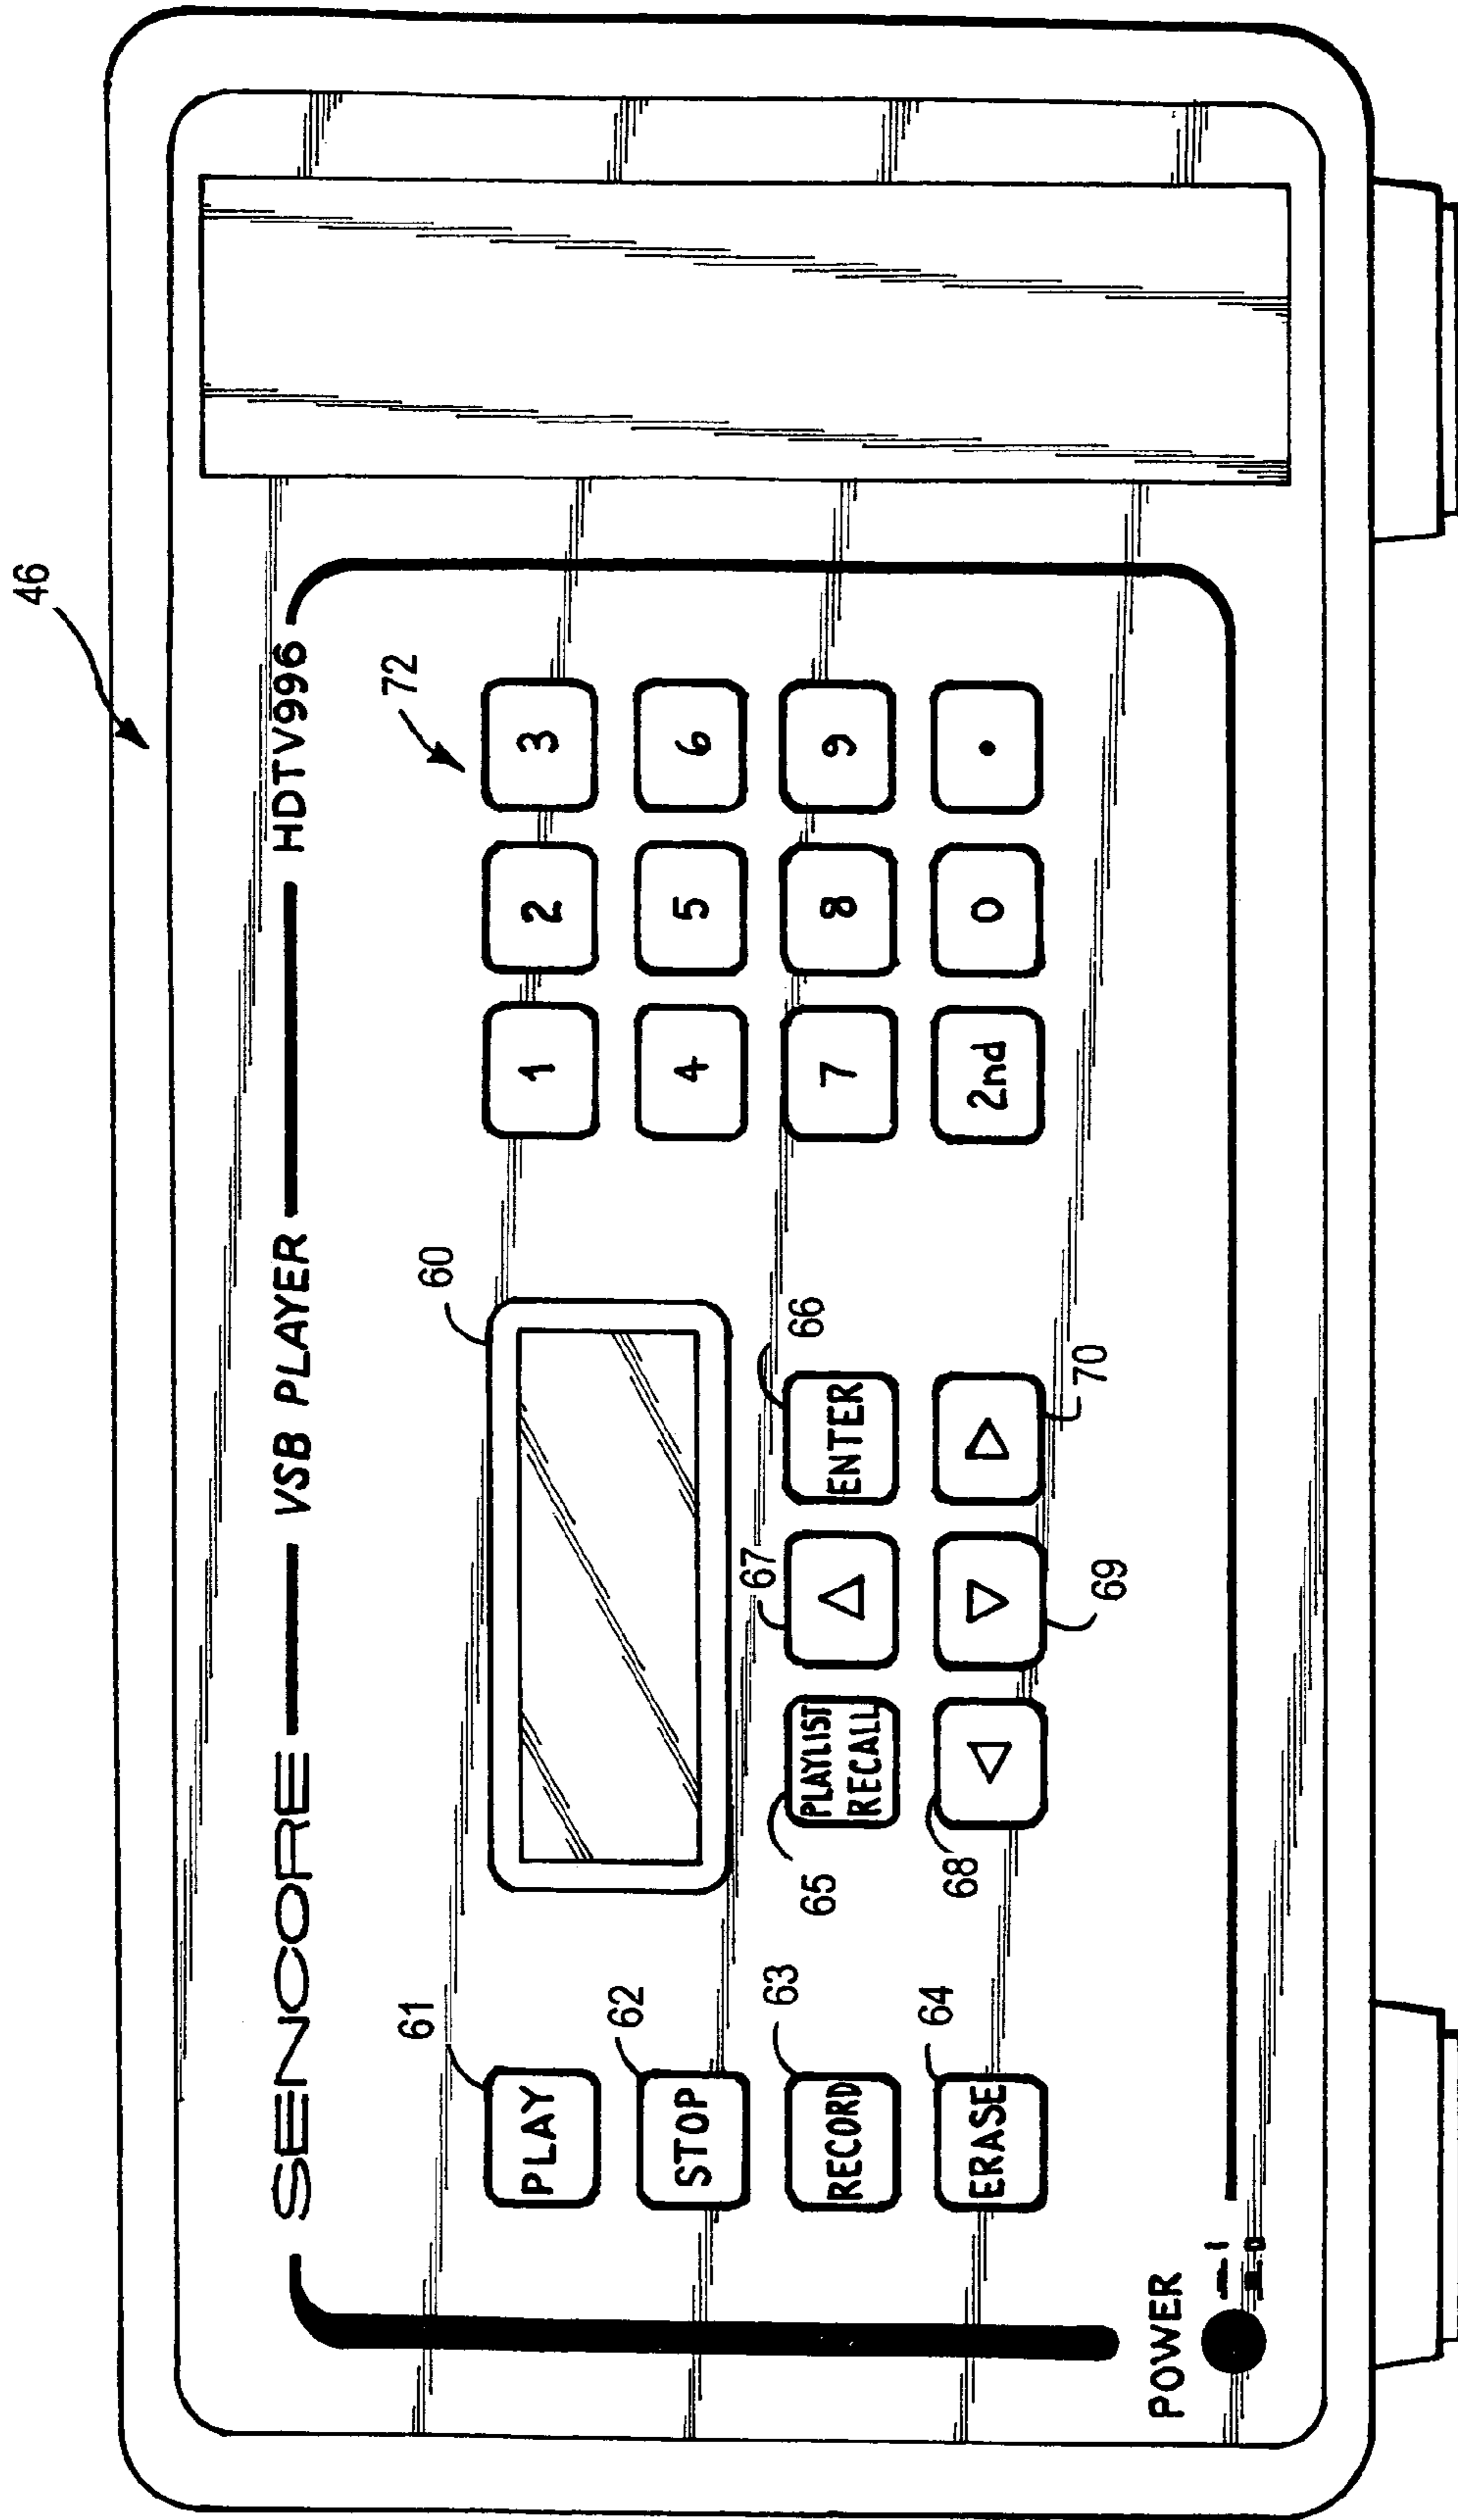 46
SENCORE VSB PLAYER HDTV996
72
61
PLAY
62
STOP
63
RECORD
64
ERASE
60
65
PLAYLIST
RECALL
67
66
ENTER
68
69
70
1 2 3
4 5 6
7 8 9
2nd 0 .
POWER